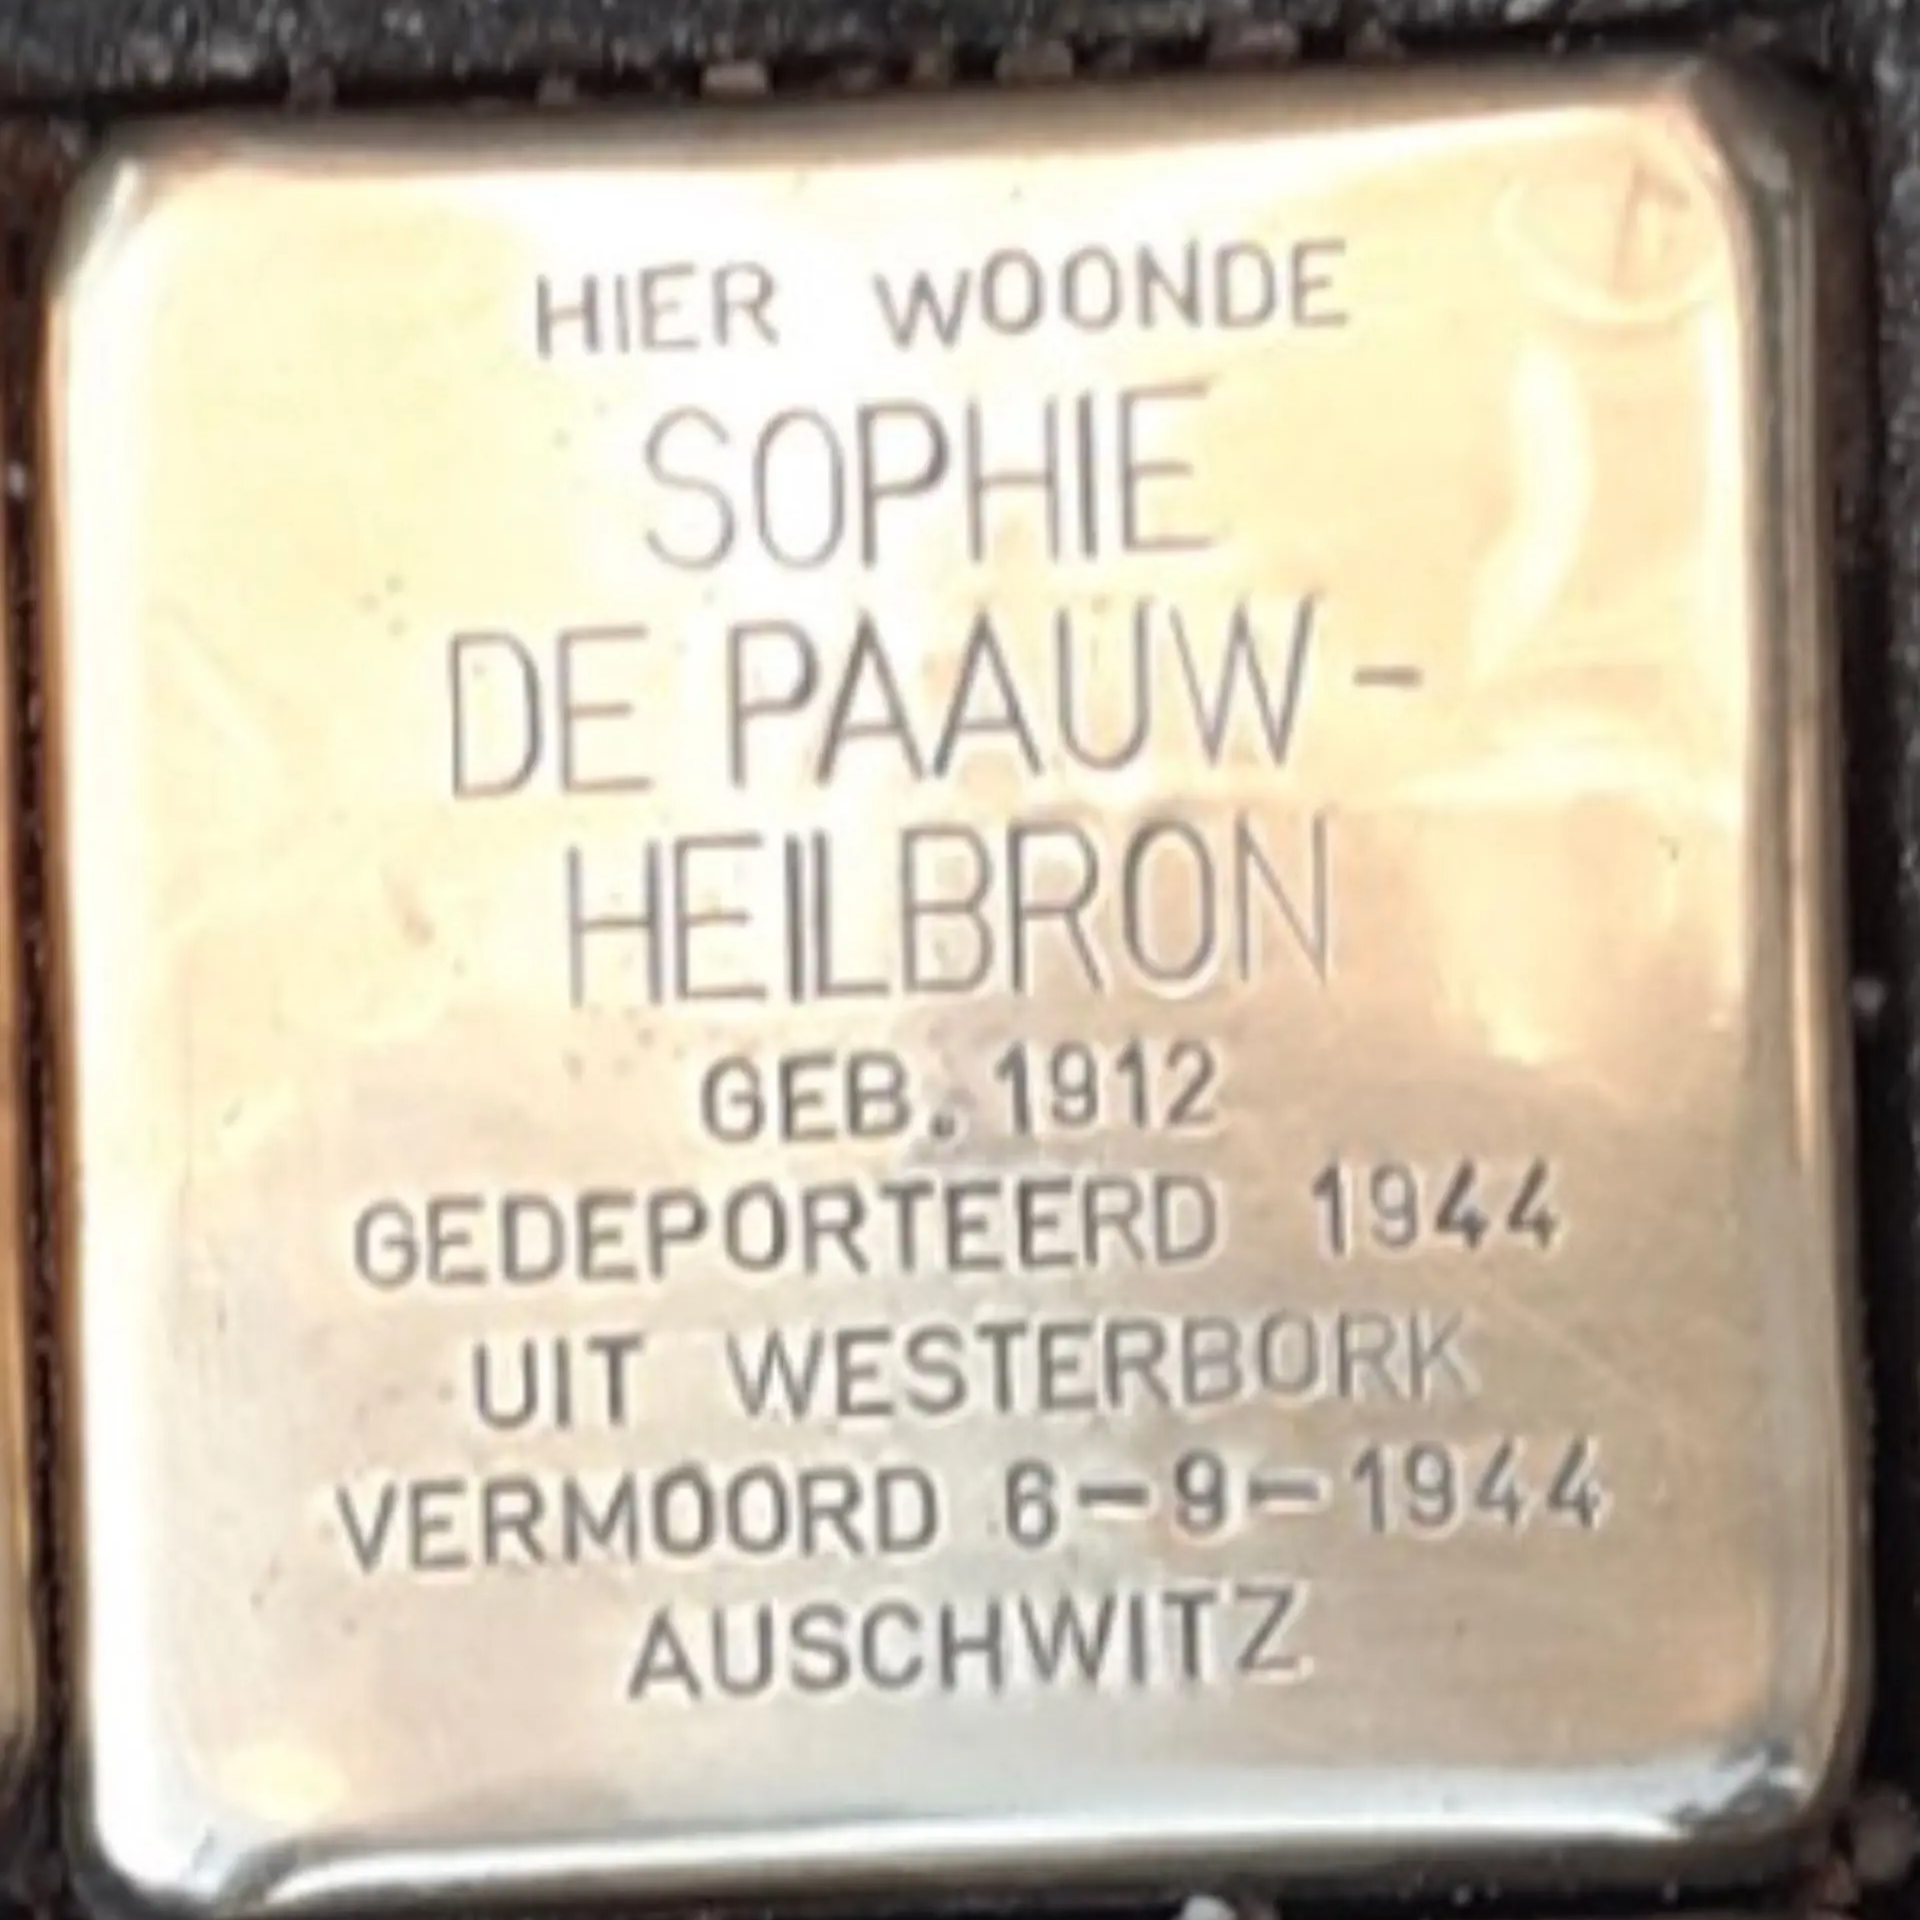 HIER WOONDE
SOPHIE
DE PAAUW-
HEILBRON
GEB. 1912
GEDEPORTEERD 1944
UIT WESTERBORK
VERMOORD 6-9-1944
AUSCHWITZ